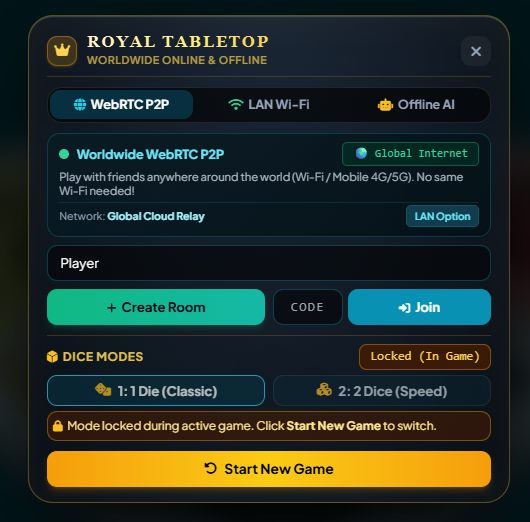 ROYAL TABLETOP
WORLDWIDE ONLINE & OFFLINE
WebRTC P2P
LAN Wi-Fi
Offline AI
Worldwide WebRTC P2P
Global Internet
Play with friends anywhere around the world (Wi-Fi / Mobile 4G/5G). No same
Wi-Fi needed!
Network: Global Cloud Relay
LAN Option
Player
+ Create Room
CODE
Join
DICE MODES
Locked (In Game)
1: 1 Die (Classic)
2: 2 Dice (Speed)
Mode locked during active game. Click Start New Game to switch.
Start New Game